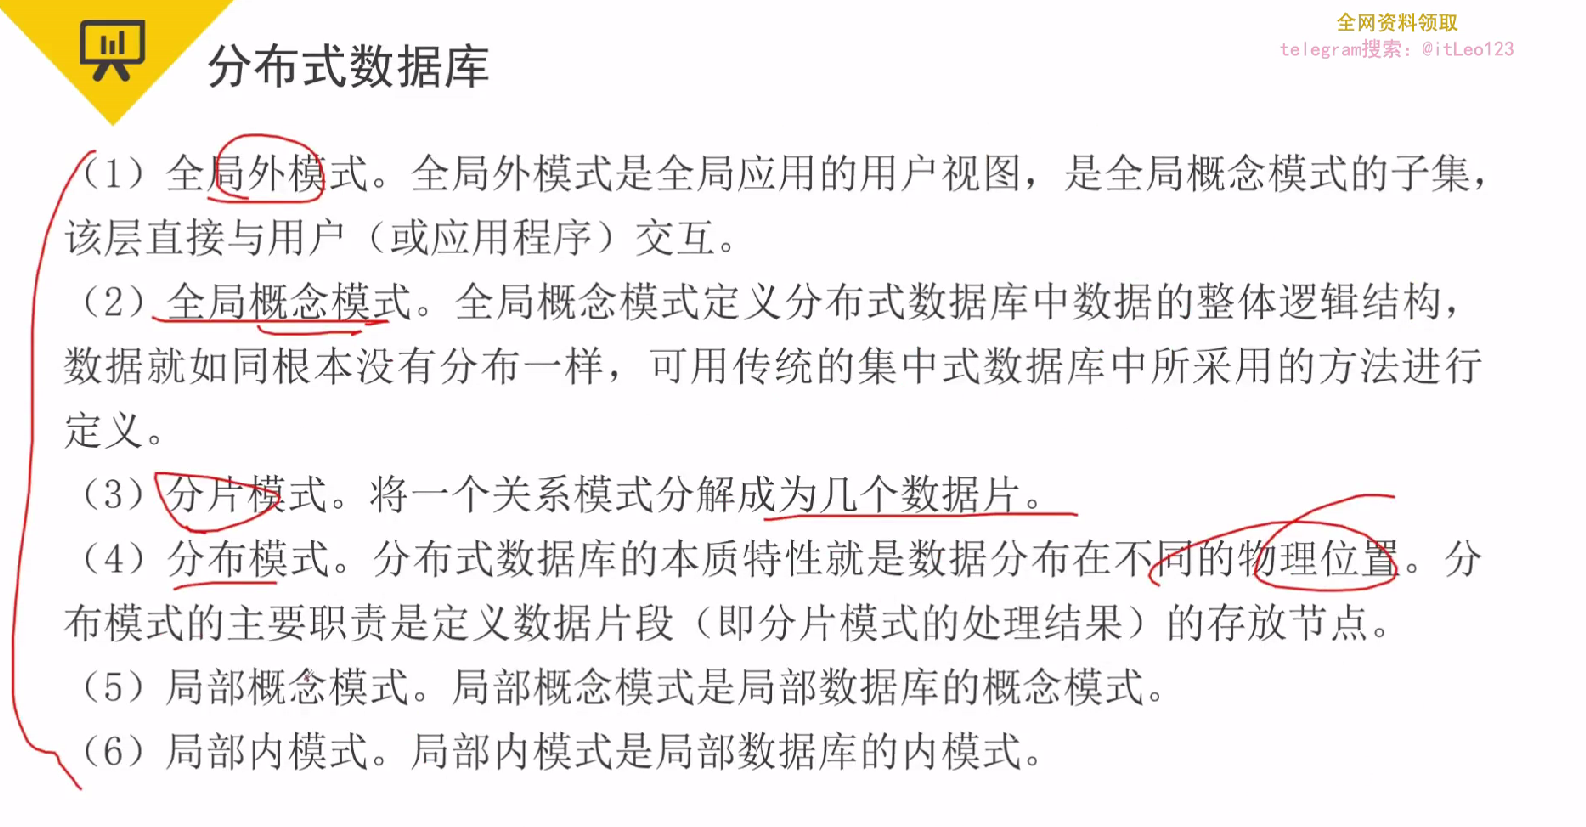 全网资料领取
telegram搜索：@itLeo123
分布式数据库
（1）全局外模式。全局外模式是全局应用的用户视图，是全局概念模式的子集，
该层直接与用户（或应用程序）交互。
（2）全局概念模式。全局概念模式定义分布式数据库中数据的整体逻辑结构，
数据就如同根本没有分布一样，可用传统的集中式数据库中所采用的方法进行
定义。
（3）分片模式。将一个关系模式分解成为几个数据片。
（4）分布模式。分布式数据库的本质特性就是数据分布在不同的物理位置。分
布模式的主要职责是定义数据片段（即分片模式的处理结果）的存放节点。
（5）局部概念模式。局部概念模式是局部数据库的概念模式。
（6）局部内模式。局部内模式是局部数据库的内模式。